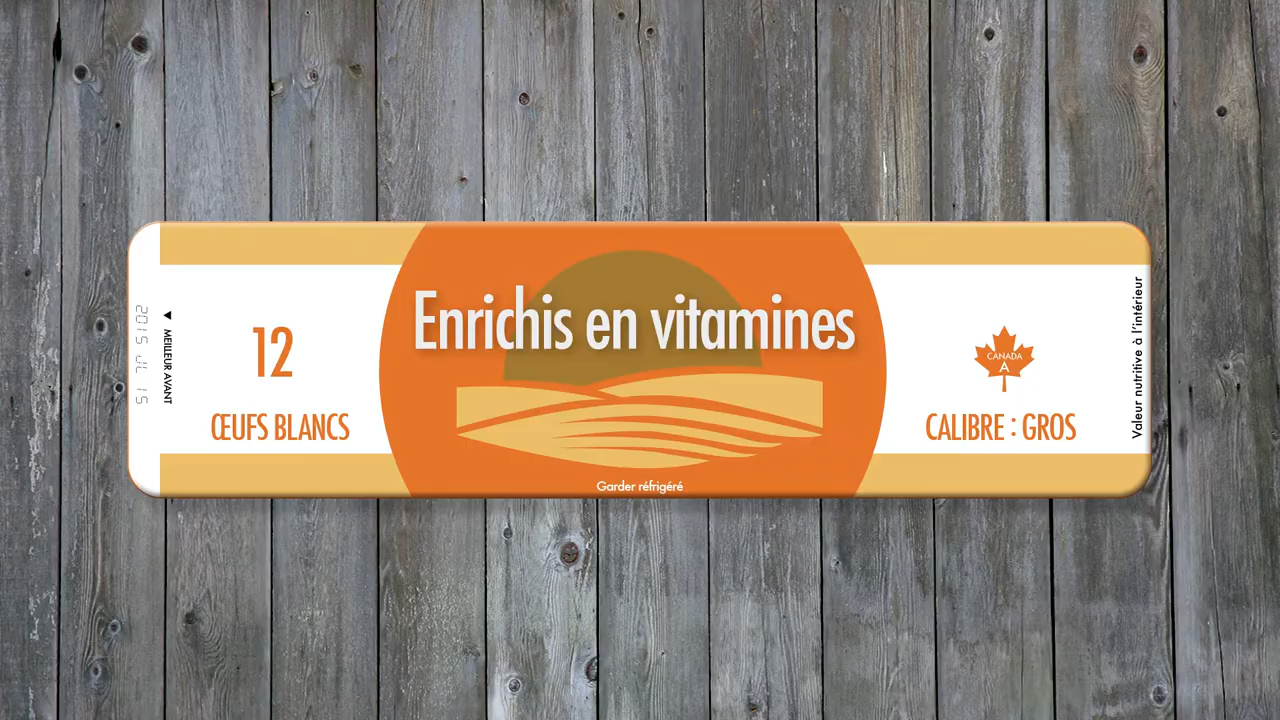 Enrichis en vitamines
12
ŒUFS BLANCS
▼ MEILLEUR AVANT
2015 JL 15
CANADA
A
CALIBRE : GROS
Valeur nutritive à l'intérieur
Garder réfrigéré